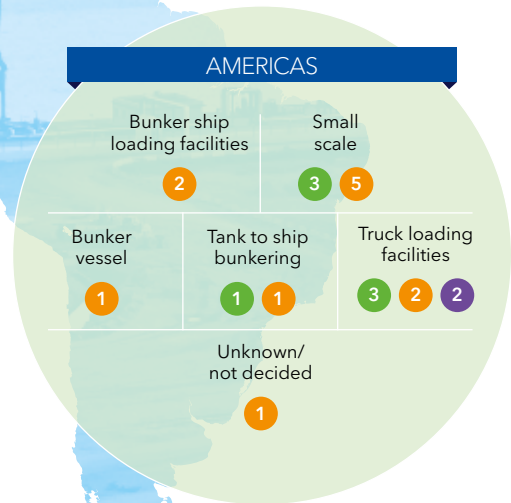 AMERICAS
Bunker ship
loading facilities
2
Small
scale
3 5
Bunker
vessel
1
Tank to ship
bunkering
1 1
Truck loading
facilities
3 2 2
Unknown/
not decided
1